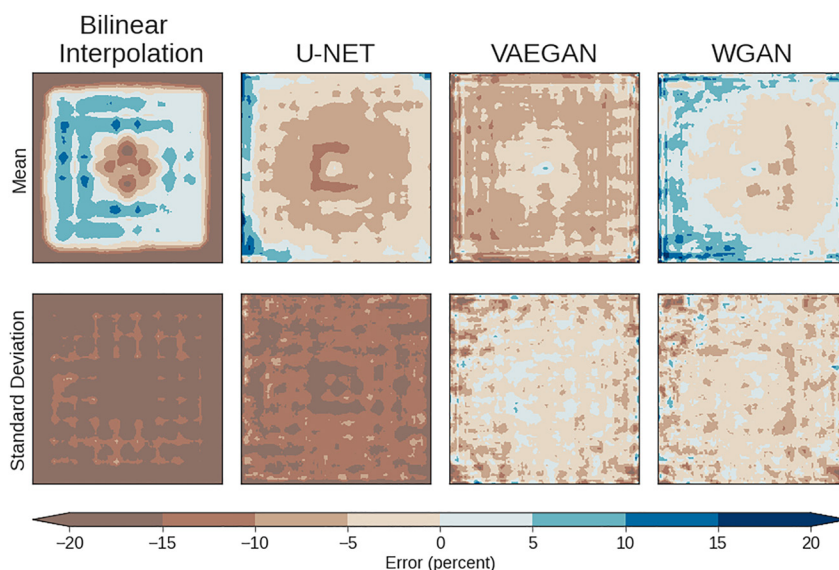 Bilinear
Interpolation
U-NET
VAEGAN
WGAN
Mean
Standard Deviation
−20
−15
−10
−5
0
5
10
15
20
Error (percent)